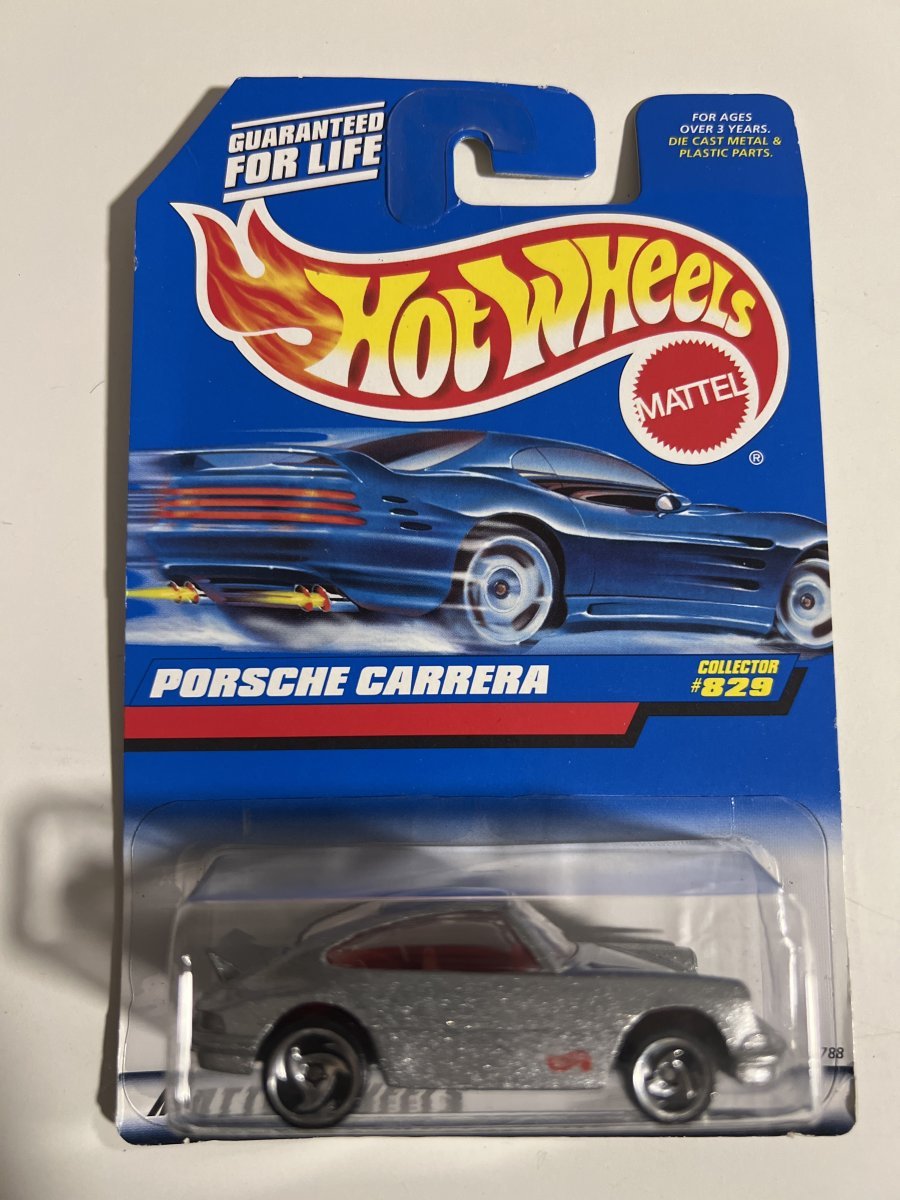 GUARANTEED
FOR LIFE
FOR AGES
OVER 3 YEARS.
DIE CAST METAL &
PLASTIC PARTS.
HOT WHEELS
MATTEL
®
PORSCHE CARRERA
COLLECTOR
#829
788